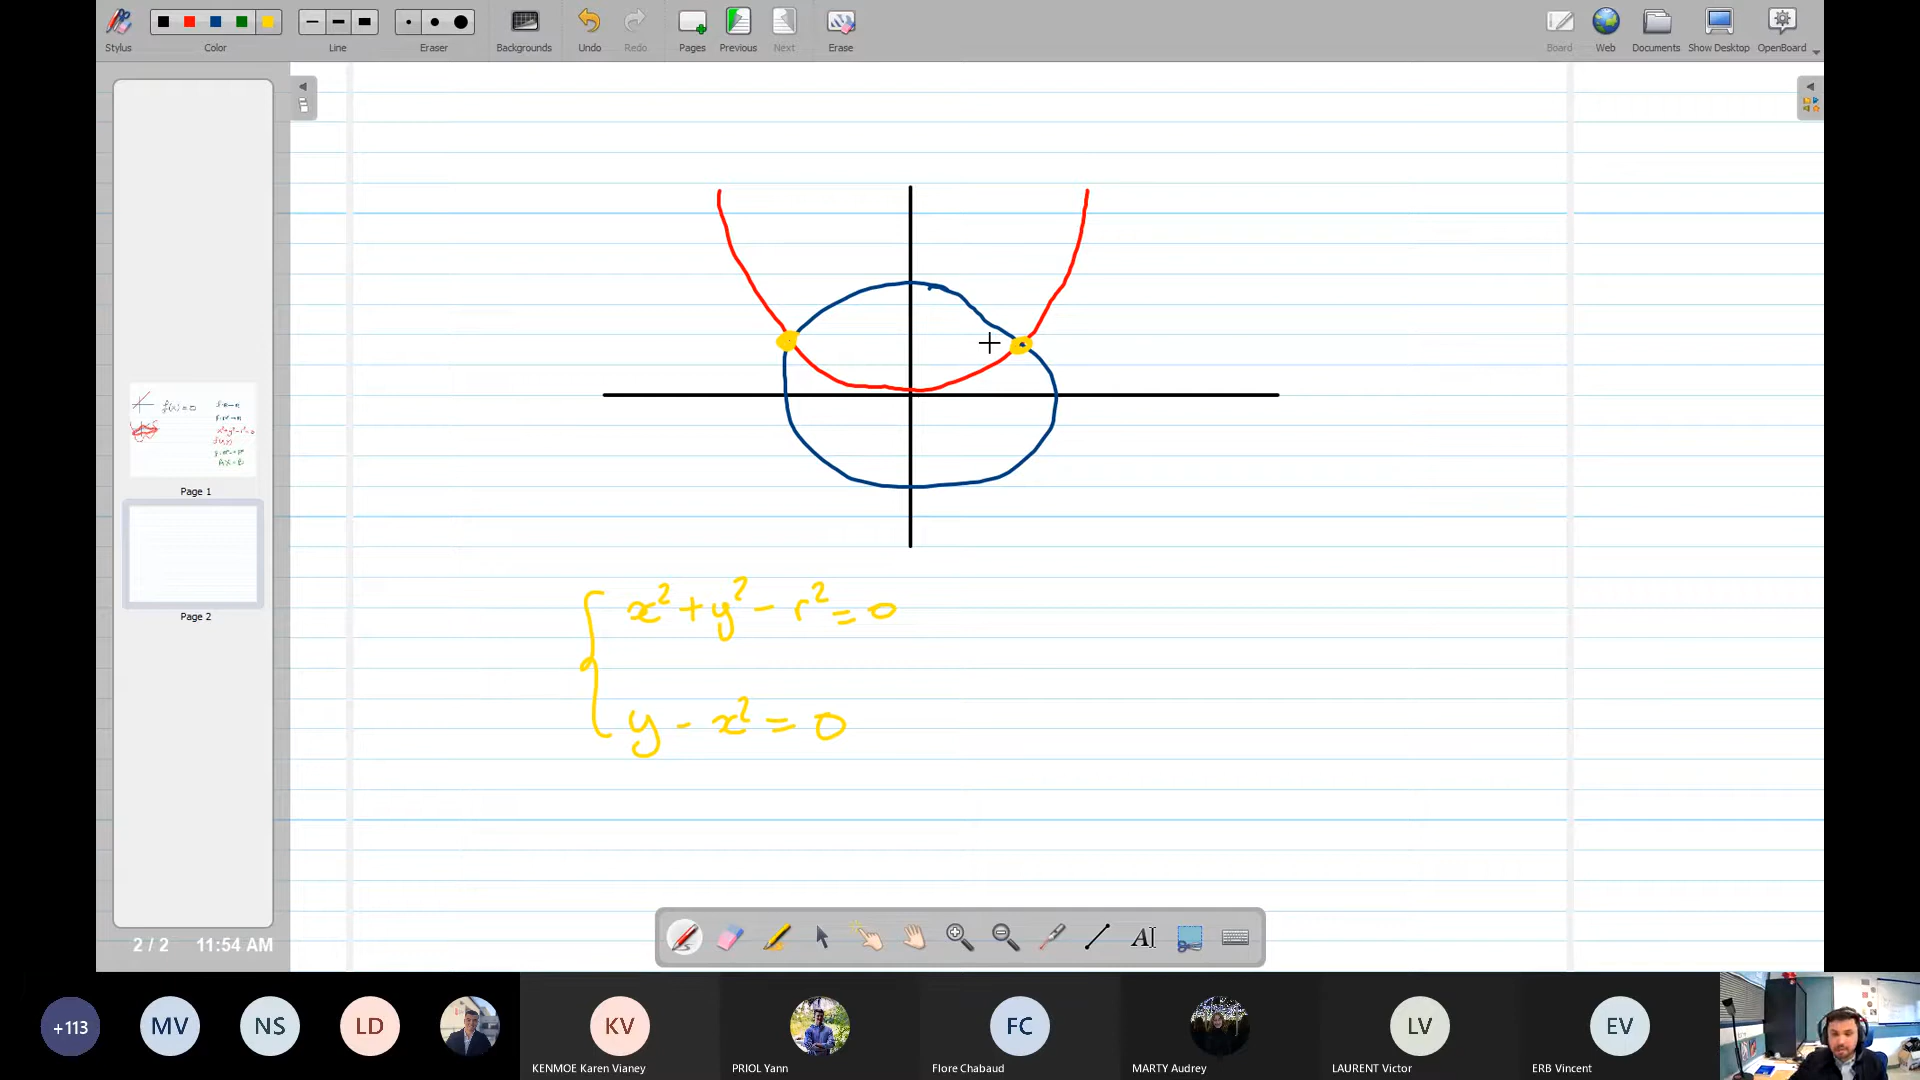 Stylus
Color
Line
Eraser
Backgrounds
Undo
Redo
Pages
Previous
Next
Erase
Board
Web
Documents
Show Desktop
OpenBoard
f(x) = 0
Page 1
Page 2
x² + y² - r² = 0
y - x² = 0
2 / 2
11:54 AM
AI
+113
MV
NS
LD
KV
KENMOE Karen Vianey
PRIOL Yann
FC
Flore Chabaud
MARTY Audrey
LV
LAURENT Victor
EV
ERB Vincent